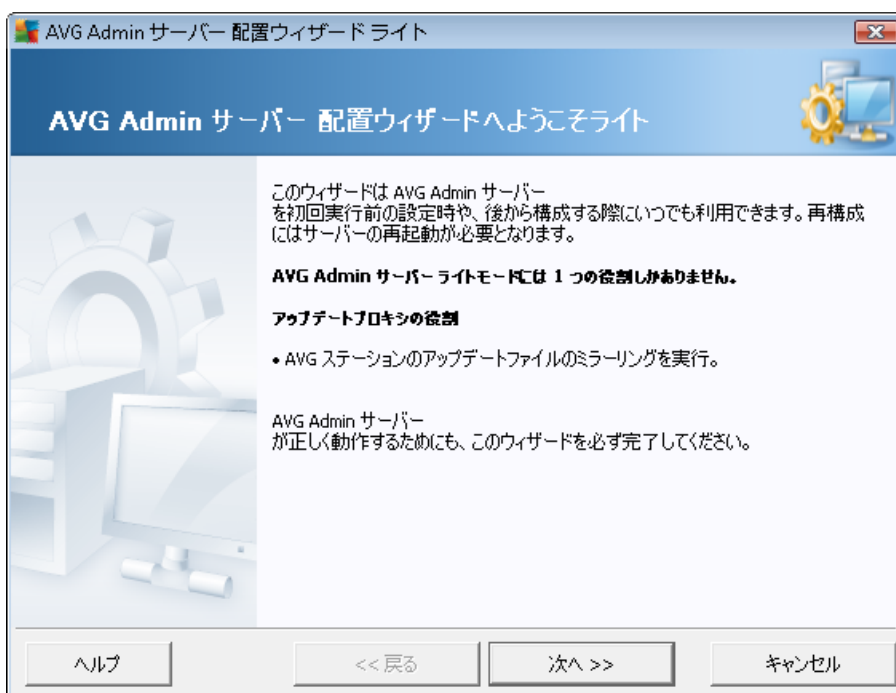 AVG Admin サーバー 配置ウィザード ライト
AVG Admin サーバー 配置ウィザードへようこそライト
このウィザードは AVG Admin サーバー
を初回実行前の設定時や、後から構成する際にいつでも利用できます。再構成
にはサーバーの再起動が必要となります。
AVG Admin サーバー ライトモードには 1 つの役割しかありません。
アップデートプロキシの役割
• AVG ステーションのアップデートファイルのミラーリングを実行。
AVG Admin サーバー
が正しく動作するためにも、このウィザードを必ず完了してください。
ヘルプ
<< 戻る
次へ >>
キャンセル